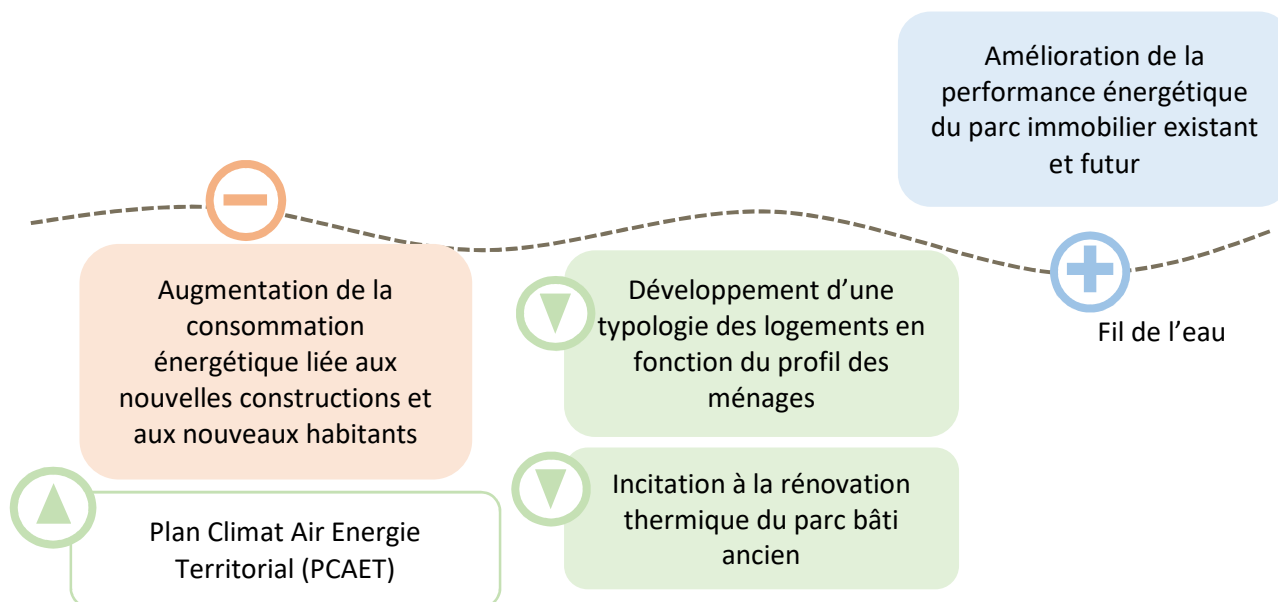 Amélioration de la
performance énergétique
du parc immobilier existant
et futur
Augmentation de la
consommation
énergétique liée aux
nouvelles constructions et
aux nouveaux habitants
Développement d’une
typologie des logements en
fonction du profil des
ménages
Fil de l’eau
Plan Climat Air Energie
Territorial (PCAET)
Incitation à la rénovation
thermique du parc bâti
ancien